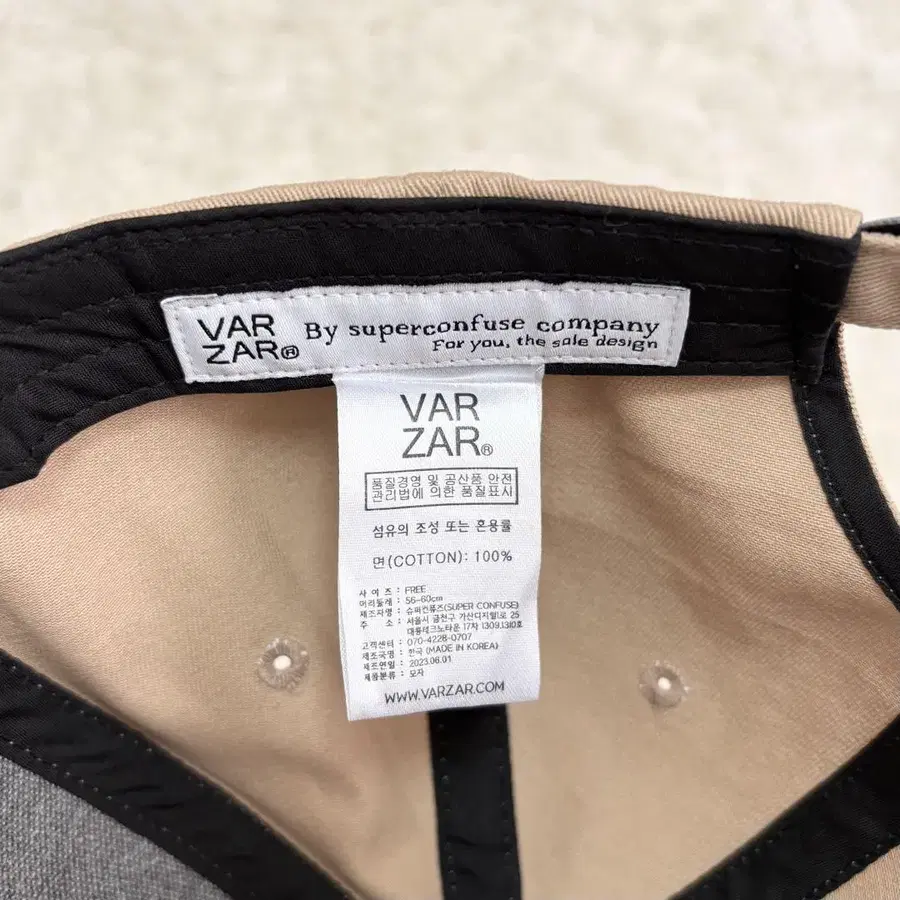 VAR
ZAR®
By superconfuse company
For you, the sole design
VAR
ZAR®
품질경영 및 공산품 안전
관리법에 의한 품질표시
섬유의 조성 또는 혼용률
면(COTTON): 100%
사 이 즈 : FREE
머리둘레 : 56-60cm
제조자명 : 슈퍼컨퓨즈(SUPER CONFUSE)
주 소 : 서울시 금천구 가산디지털1로 25
대륭테크노타운 17차 1309,1310호
고객센터 : 070-4228-0707
제조국명 : 한국 (MADE IN KOREA)
제조연월 : 2023.06.01
제품분류 : 모자
WWW.VARZAR.COM